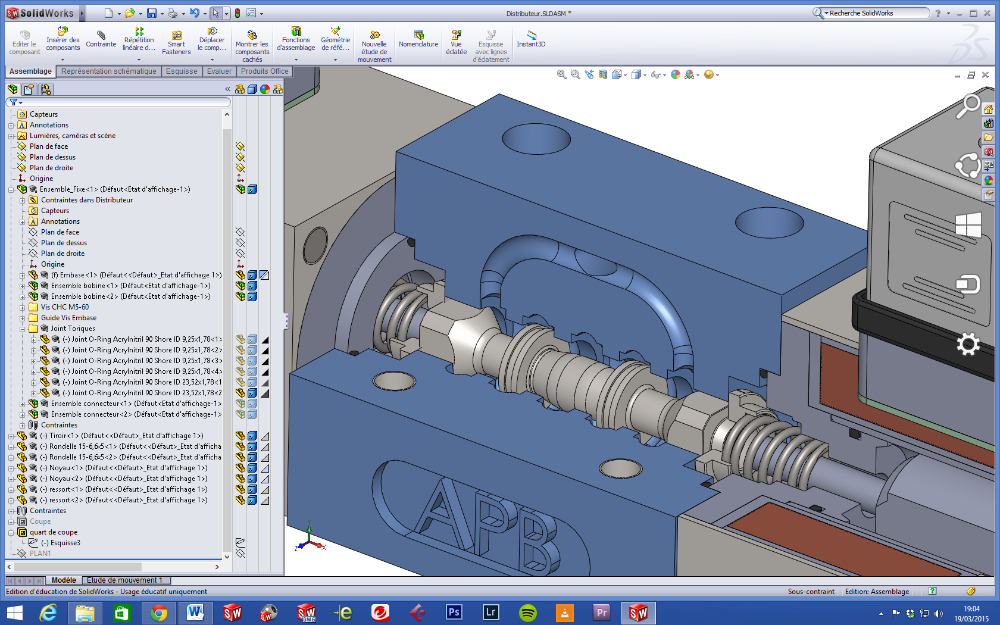 SolidWorks
Distributeur.SLDASM *
Recherche SolidWorks
Editer le composant
Insérer des composants
Contrainte
Répétition linéaire d...
Smart Fasteners
Déplacer le comp...
Montrer les composants cachés
Fonctions d'assemblage
Géométrie de réfé...
Nouvelle étude de mouvement
Nomenclature
Vue éclatée
Esquisse avec lignes d'éclatement
Instant3D
Assemblage
Représentation schématique
Esquisse
Evaluer
Produits Office
Capteurs
Annotations
Lumières, caméras et scène
Plan de face
Plan de dessus
Plan de droite
Origine
Ensemble_Fixe<1> (Défaut<Etat d'affichage-1>)
Contraintes dans Distributeur
Capteurs
Annotations
Plan de face
Plan de dessus
Plan de droite
Origine
(f) Embase<1> (Défaut<<Défaut>_Etat d'affichage 1>)
Ensemble bobine<1> (Défaut<Etat d'affichage-1>)
Ensemble bobine<2> (Défaut<Etat d'affichage-1>)
Vis CHC M5-60
Guide Vis Embase
Joint Toriques
(-) Joint O-Ring Acrylnitril 90 Shore ID 9,25x1,78<1>
(-) Joint O-Ring Acrylnitril 90 Shore ID 9,25x1,78<2>
(-) Joint O-Ring Acrylnitril 90 Shore ID 9,25x1,78<3>
(-) Joint O-Ring Acrylnitril 90 Shore ID 9,25x1,78<4>
(-) Joint O-Ring Acrylnitril 90 Shore ID 23,52x1,78<1
(-) Joint O-Ring Acrylnitril 90 Shore ID 23,52x1,78<2
Ensemble connecteur<1> (Défaut<Etat d'affichage-1>
Ensemble connecteur<2> (Défaut<Etat d'affichage-1>
Contraintes
(-) Tiroir<1> (Défaut<<Défaut>_Etat d'affichage 1>)
(-) Rondelle 15-6,6x5<1> (Défaut<<Défaut>_Etat d'afficha
(-) Rondelle 15-6,6x5<2> (Défaut<<Défaut>_Etat d'afficha
(-) Noyau<1> (Défaut<<Défaut>_Etat d'affichage 1>)
(-) Noyau<2> (Défaut<<Défaut>_Etat d'affichage 1>)
(-) ressort<1> (Défaut<<Défaut>_Etat d'affichage 1>)
(-) ressort<2> (Défaut<<Défaut>_Etat d'affichage 1>)
Contraintes
Coupe
quart de coupe
(-) Esquisse3
PLAN1
APB
Y
Z
X
Modèle
Etude de mouvement 1
Edition d'éducation de SolidWorks - Usage éducatif uniquement
Sous-contraint
Edition: Assemblage
Ps
Lr
Pr
SW
19:04
19/03/2015